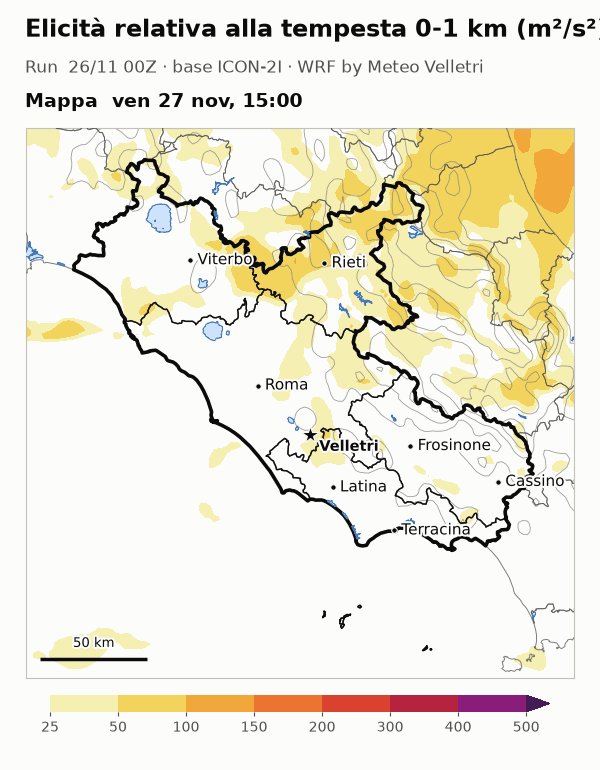 Elicità relativa alla tempesta 0-1 km (m²/s²)
Run 26/11 00Z · base ICON-2I · WRF by Meteo Velletri
Mappa ven 27 nov, 15:00
Viterbo
Rieti
Roma
Velletri
Frosinone
Cassino
Latina
Terracina
50 km
25 50 100 150 200 300 400 500